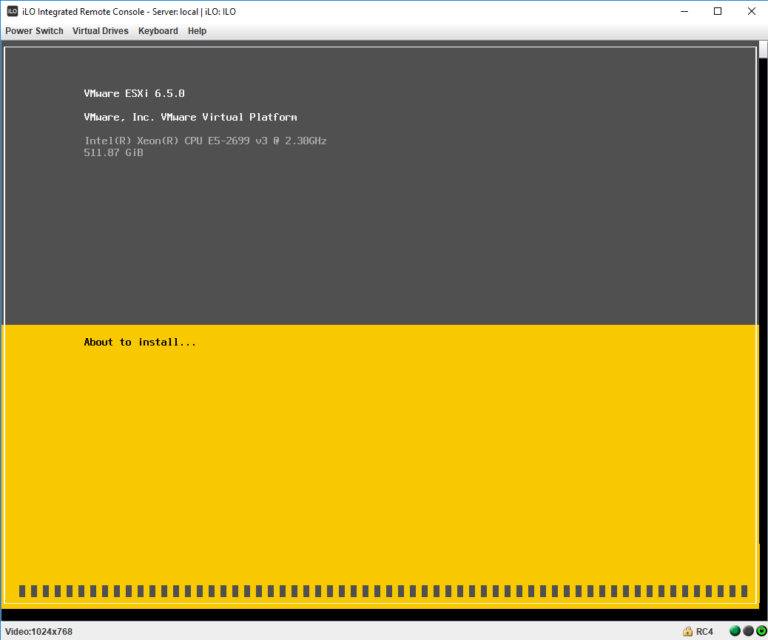 iLO Integrated Remote Console - Server: local | iLO: ILO
Power Switch Virtual Drives Keyboard Help
VMware ESXi 6.5.0
VMware, Inc. VMware Virtual Platform
Intel(R) Xeon(R) CPU E5-2699 v3 @ 2.30GHz
511.87 GiB
About to install...
Video:1024x768 RC4